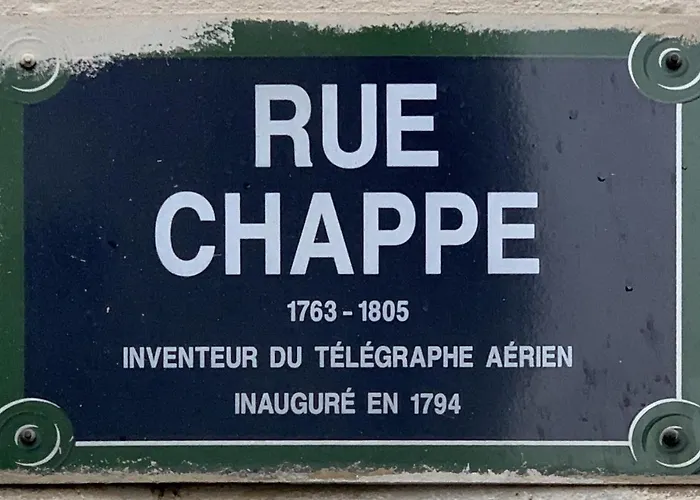 RUE
CHAPPE
1763 - 1805
INVENTEUR DU TÉLÉGRAPHE AÉRIEN
INAUGURÉ EN 1794